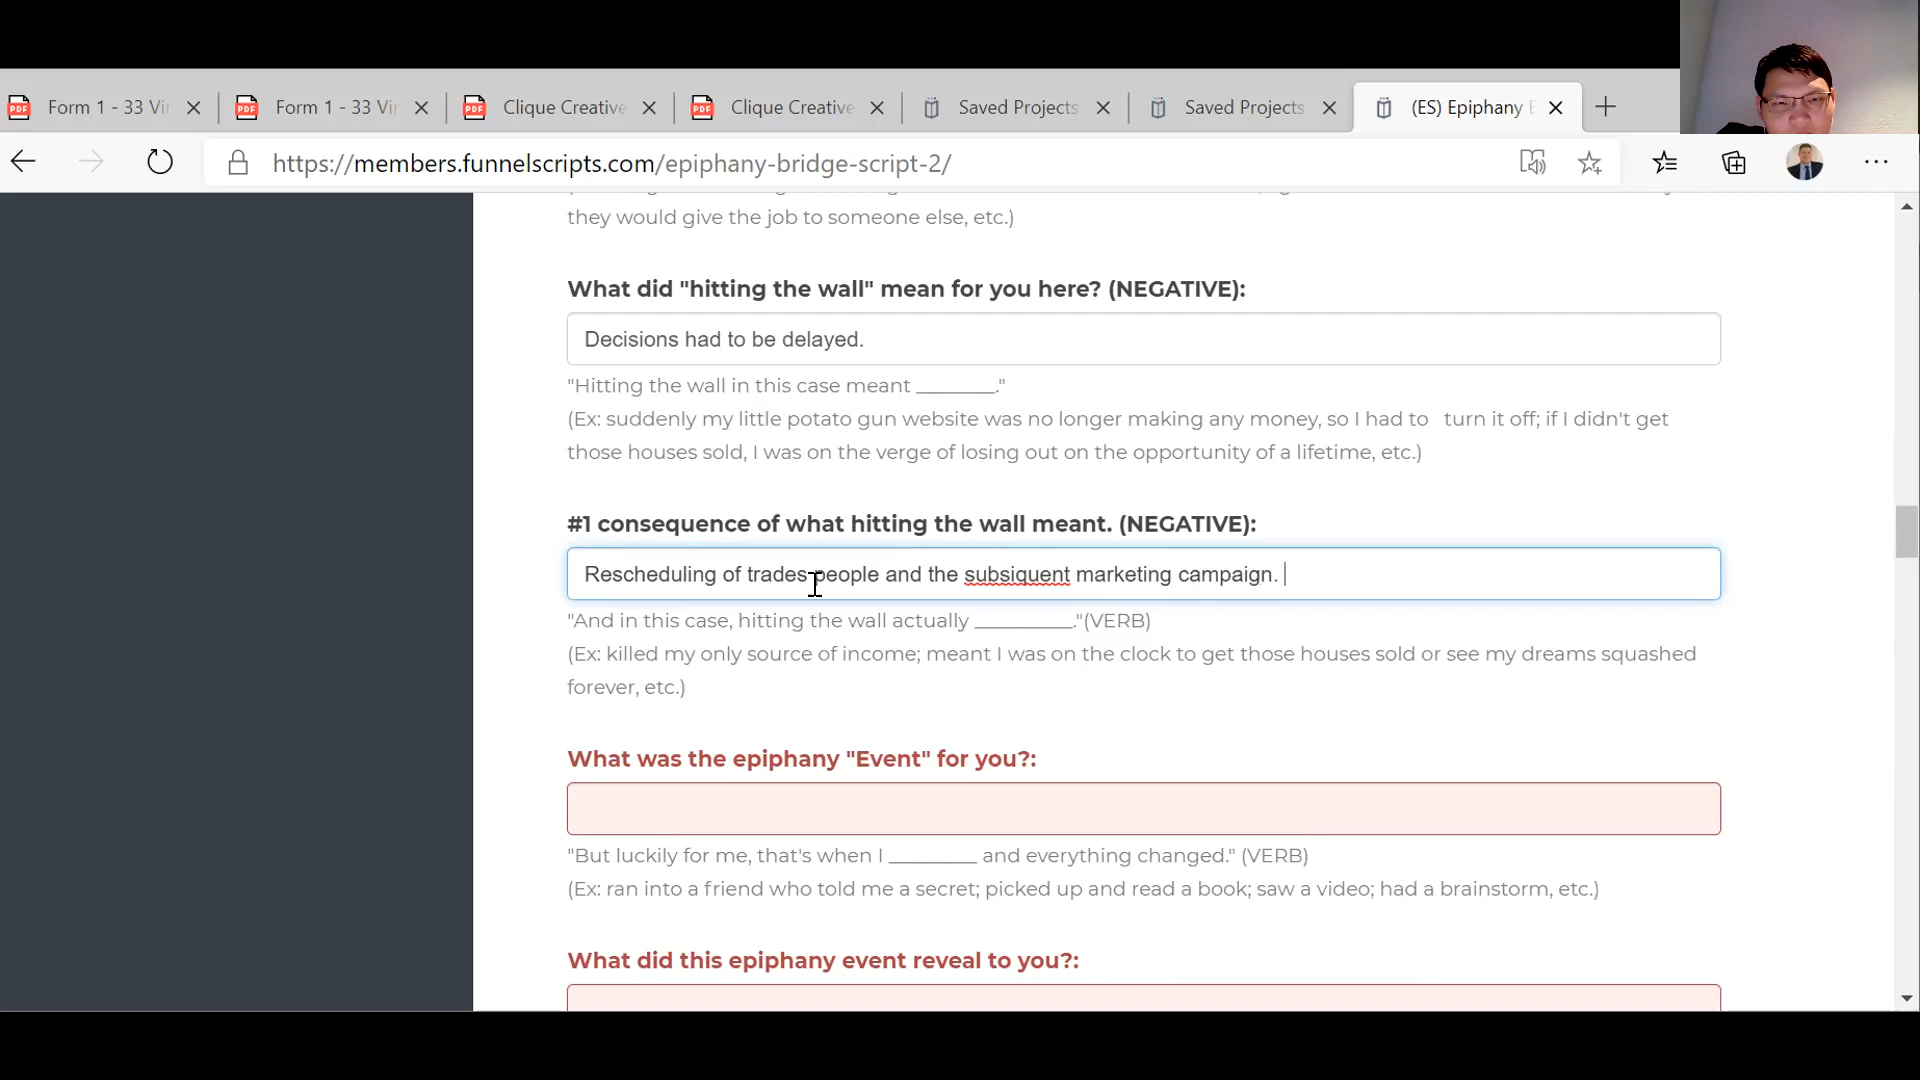 Form 1 - 33 Vir
Form 1 - 33 Vir
Clique Creative
Clique Creative
Saved Projects
Saved Projects
(ES) Epiphany
https://members.funnelscripts.com/epiphany-bridge-script-2/
they would give the job to someone else, etc.)
What did "hitting the wall" mean for you here? (NEGATIVE):
Decisions had to be delayed.
"Hitting the wall in this case meant ________."
(Ex: suddenly my little potato gun website was no longer making any money, so I had to turn it off; if I didn't get
those houses sold, I was on the verge of losing out on the opportunity of a lifetime, etc.)
#1 consequence of what hitting the wall meant. (NEGATIVE):
Rescheduling of trades people and the subsiquent marketing campaign.
"And in this case, hitting the wall actually __________."(VERB)
(Ex: killed my only source of income; meant I was on the clock to get those houses sold or see my dreams squashed
forever, etc.)
What was the epiphany "Event" for you?:
"But luckily for me, that's when I _________ and everything changed." (VERB)
(Ex: ran into a friend who told me a secret; picked up and read a book; saw a video; had a brainstorm, etc.)
What did this epiphany event reveal to you?: